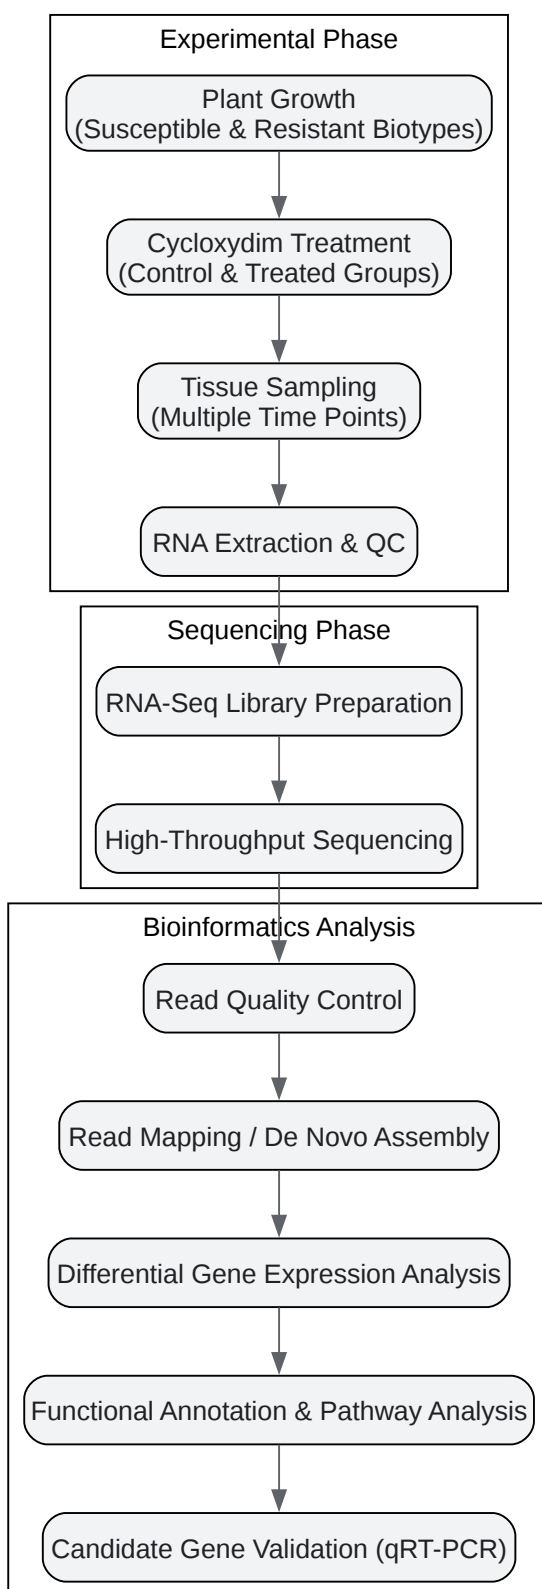 Experimental Phase
Plant Growth
(Susceptible & Resistant Biotypes)
Cycloxydim Treatment
(Control & Treated Groups)
Tissue Sampling
(Multiple Time Points)
RNA Extraction & QC
Sequencing Phase
RNA-Seq Library Preparation
High-Throughput Sequencing
Bioinformatics Analysis
Read Quality Control
Read Mapping / De Novo Assembly
Differential Gene Expression Analysis
Functional Annotation & Pathway Analysis
Candidate Gene Validation (qRT-PCR)